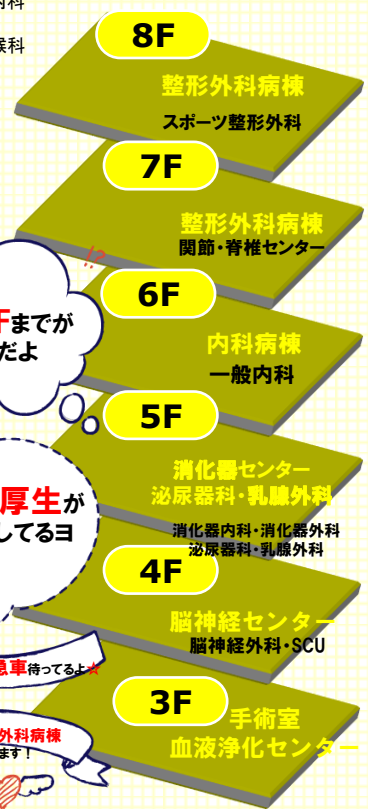 内科
候科
8F
整形外科病棟
スポーツ整形外科
7F
整形外科病棟
関節・脊椎センター
!?
6F
内科病棟
一般内科
Fまでが
だよ
5F
消化器センター
泌尿器科・乳腺外科
消化器内科・消化器外科
泌尿器科・乳腺外科
厚生が
してるヨ
4F
脳神経センター
脳神経外科・SCU
急車待ってるよ☆
3F
手術室
血液浄化センター
外科病棟
ます!